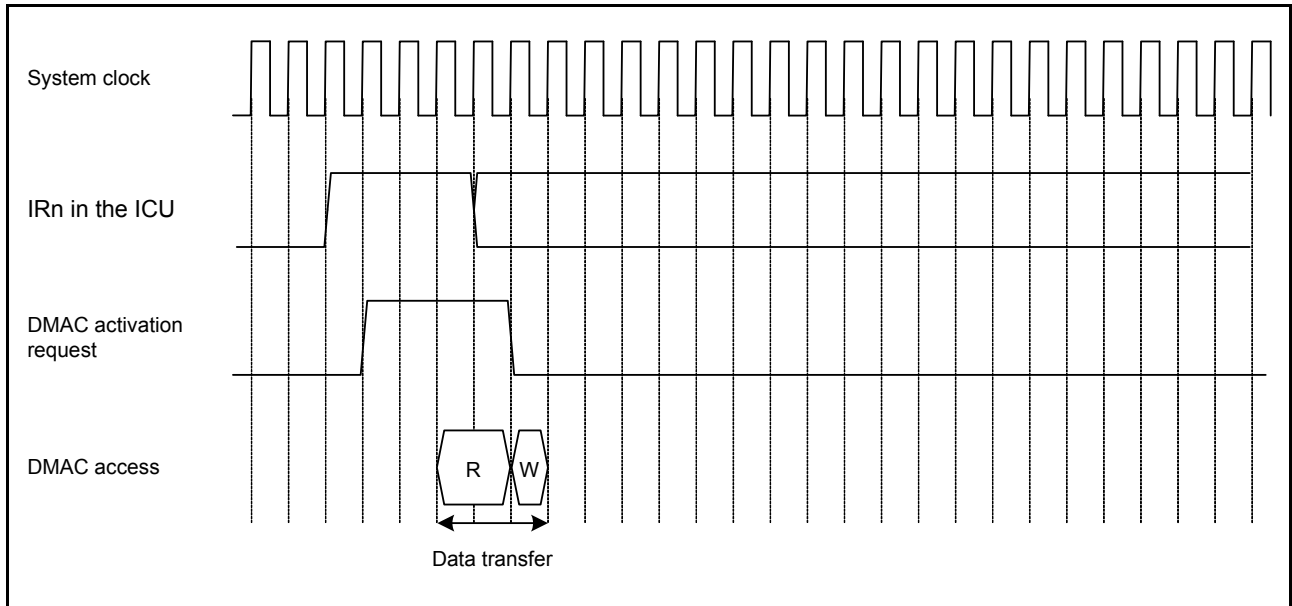 System clock
IRn in the ICU
DMAC activation
request
DMAC access
R
W
Data transfer